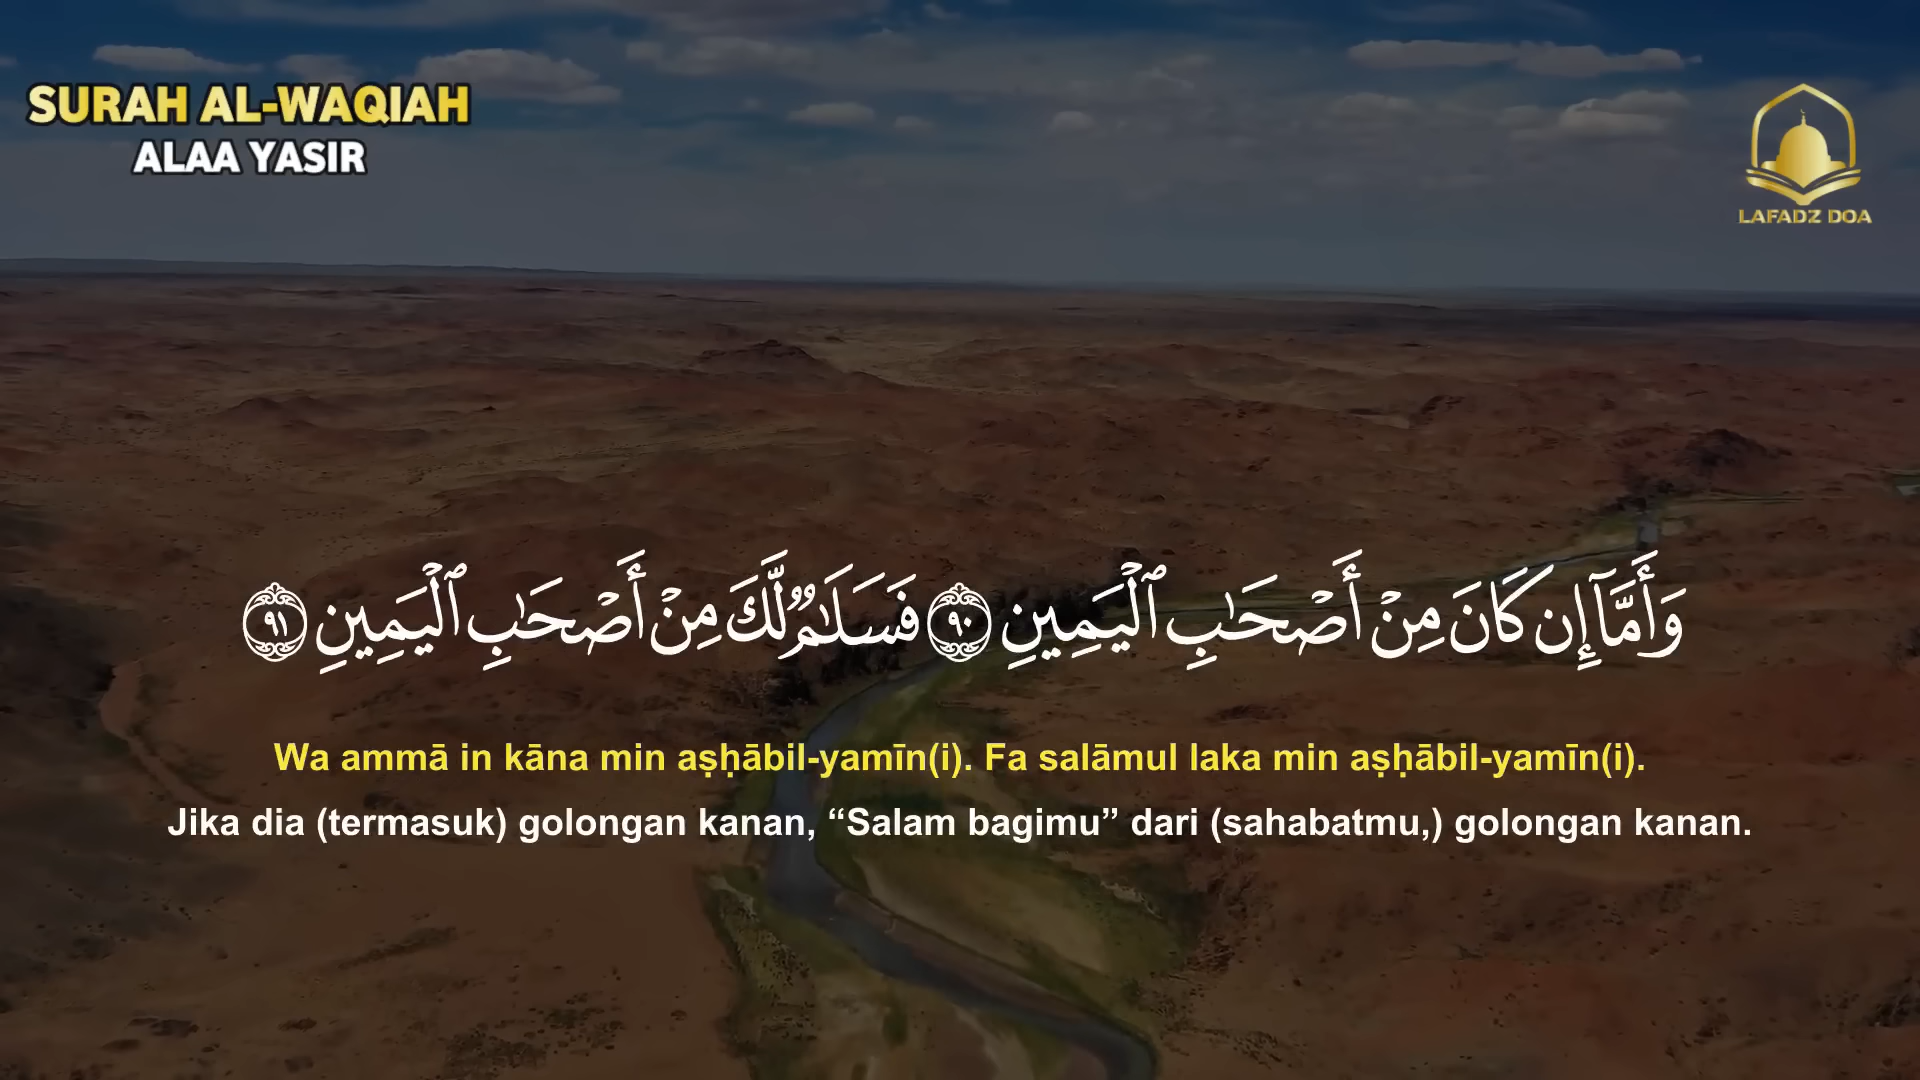 SURAH AL-WAQIAH
ALAA YASIR
LAFADZ DOA
وَأَمَّآ إِن كَانَ مِنْ أَصْحَٰبِ ٱلْيَمِينِ ٩٠ فَسَلَٰمٌ لَّكَ مِنْ أَصْحَٰبِ ٱلْيَمِينِ ٩١
Wa ammā in kāna min aṣḥābil-yamīn(i). Fa salāmul laka min aṣḥābil-yamīn(i).
Jika dia (termasuk) golongan kanan, “Salam bagimu” dari (sahabatmu,) golongan kanan.